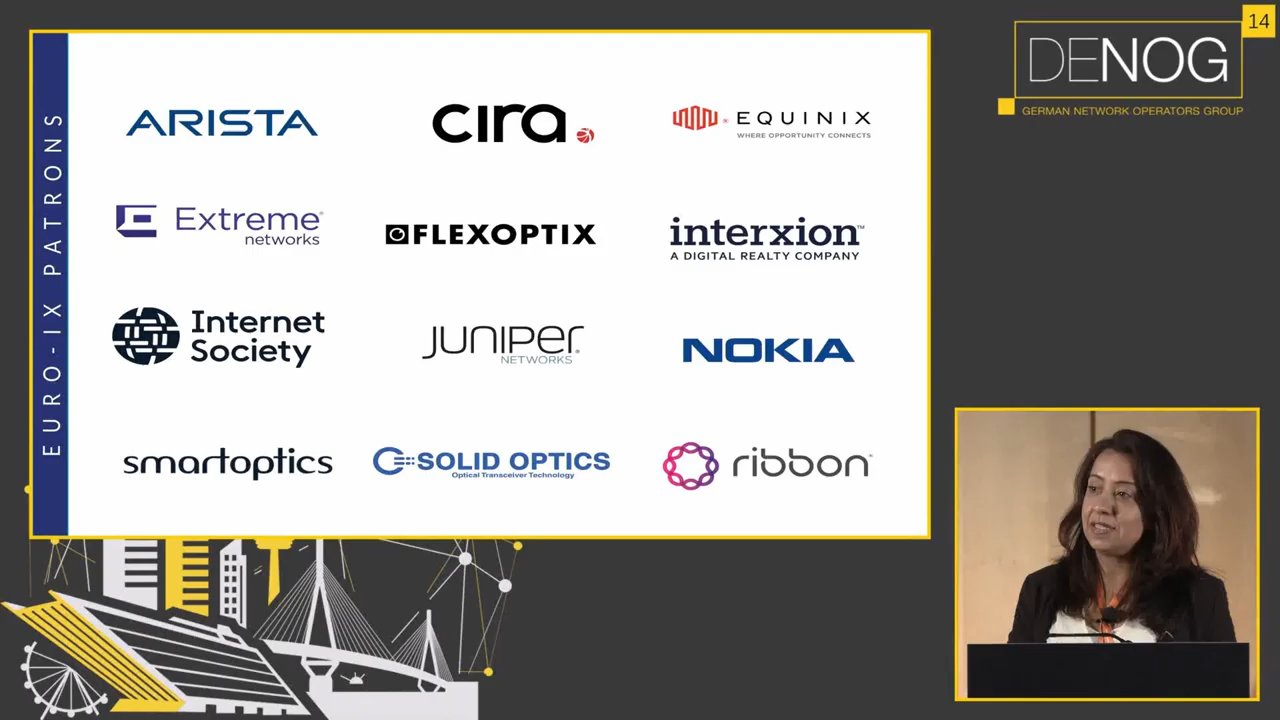 14
DENOG
GERMAN NETWORK OPERATORS GROUP
EURO-IX PATRONS
ARISTA
cira
EQUINIX
WHERE OPPORTUNITY CONNECTS
Extreme
networks
FLEXOPTIX
interxion™
A DIGITAL REALTY COMPANY
Internet
Society
JUNIPer
NETWORKS
NOKIA
smartoptics
SOLID OPTICS
Optical Transceiver Technology
ribbon